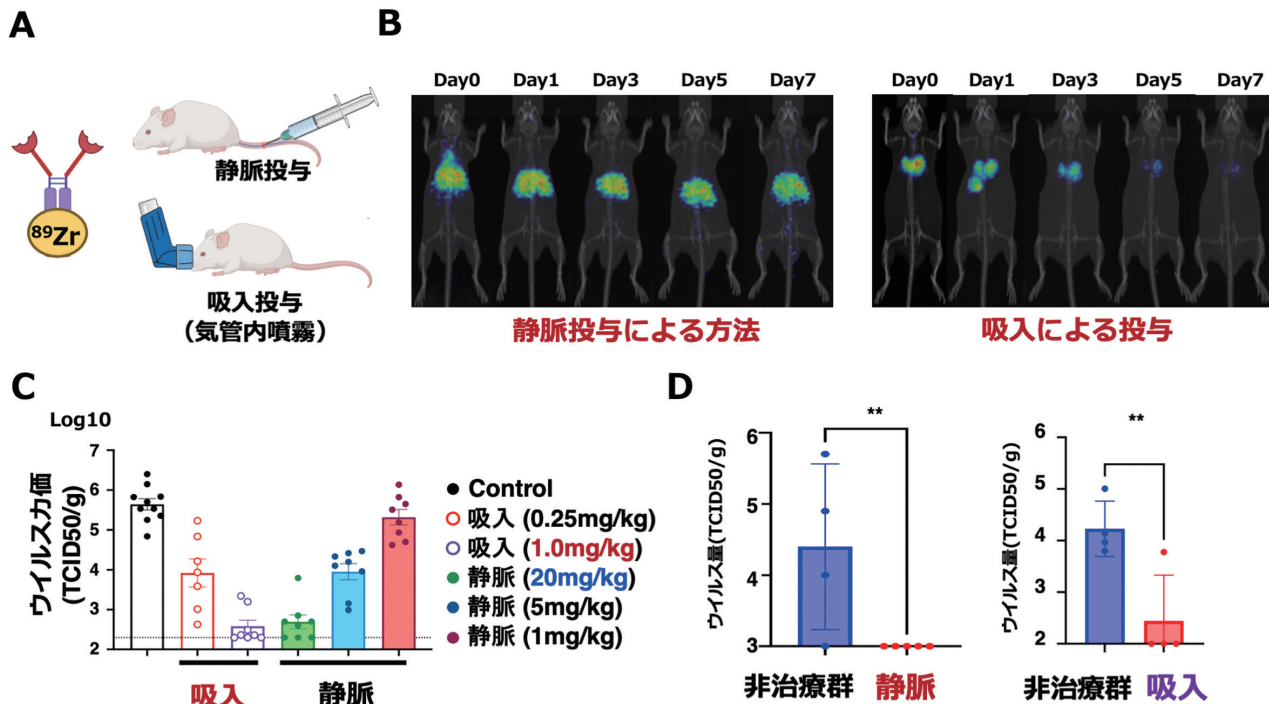 A
89Zr
静脈投与
吸入投与
（気管内噴霧）
B
Day0 Day1 Day3 Day5 Day7
静脈投与による方法
Day0 Day1 Day3 Day5 Day7
吸入による投与
C
Log10
ウイルス力価
(TCID50/g)
7
6
5
4
3
2
吸入
静脈
Control
吸入 (0.25mg/kg)
吸入 (1.0mg/kg)
静脈 (20mg/kg)
静脈 (5mg/kg)
静脈 (1mg/kg)
D
ウイルス量(TCID50/g)
6
5
4
3
**
非治療群 静脈
ウイルス量(TCID50/g)
6
5
4
3
2
**
非治療群 吸入